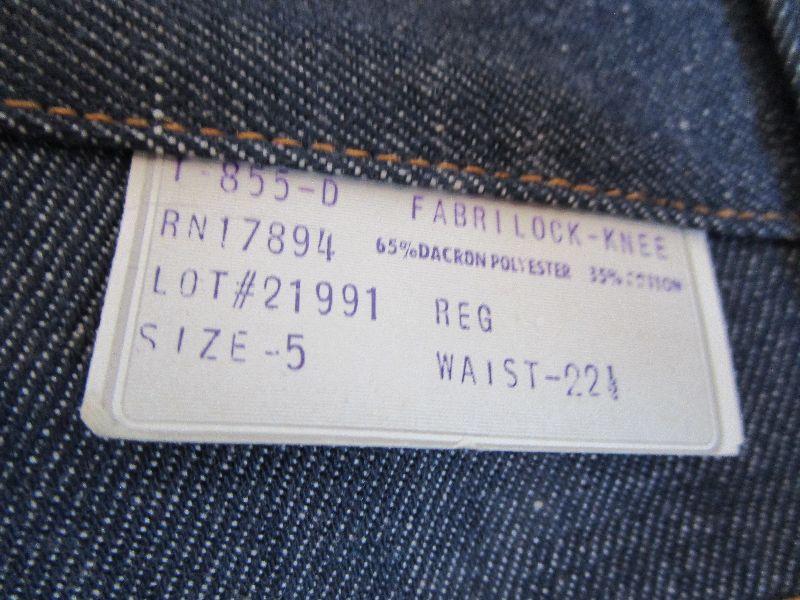 Y-855-D FABRILOCK-KNEE
RN17894 65% DACRON POLYESTER 35% COTTON
LOT#21991 REG
SIZE-5 WAIST-22½